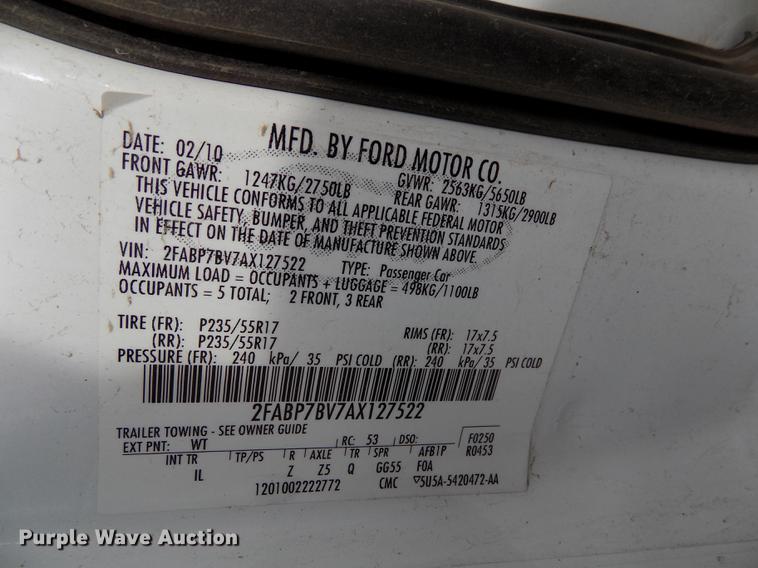 MFD. BY FORD MOTOR CO.
DATE: 02/10 GVWR: 2563KG/5650LB
FRONT GAWR: 1247KG/2750LB REAR GAWR: 1315KG/2900LB
THIS VEHICLE CONFORMS TO ALL APPLICABLE FEDERAL MOTOR
VEHICLE SAFETY, BUMPER, AND THEFT PREVENTION STANDARDS
IN EFFECT ON THE DATE OF MANUFACTURE SHOWN ABOVE.
VIN: 2FABP7BV7AX127522 TYPE: Passenger Car
MAXIMUM LOAD = OCCUPANTS + LUGGAGE = 498KG/1100LB
OCCUPANTS = 5 TOTAL; 2 FRONT, 3 REAR
TIRE (FR): P235/55R17 RIMS (FR): 17x7.5
(RR): P235/55R17 (RR): 17x7.5
PRESSURE (FR): 240 kPa/ 35 PSI COLD (RR): 240 kPa/ 35 PSI COLD
2FABP7BV7AX127522
TRAILER TOWING - SEE OWNER GUIDE
EXT PNT: WT RC: 53 DSO: F0250
INT TR TP/PS R AXLE TR SPR AFB1P R0453
IL Z Z5 Q GG55 F0A
1201002222772 CMC ▽5U5A-5420472-AA
Purple Wave Auction